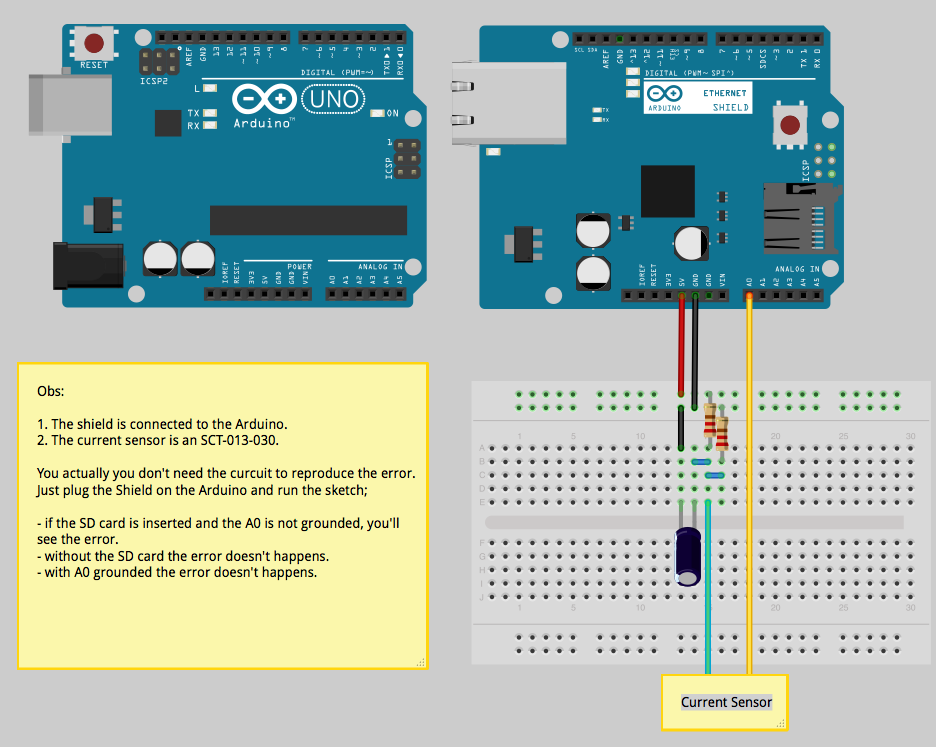 RESET
ICSP2
AREF
GND
13
12
~11
~10
~9
8
7
~6
~5
4
~3
2
TX0▶1
RX0◀0
DIGITAL (PWM=~)
L
TX
RX
UNO
Arduino™
ON
1
ICSP
IOREF
RESET
3V3
5V
GND
GND
VIN
POWER
ANALOG IN
A0
A1
A2
A3
A4
A5
SCL SDA
AREF
GND
~13
^12
~11
ETH
~9
8
7
~6
~5
SDCS
~3
2
TX 1
RX 0
DIGITAL (PWM~ SPI^)
ARDUINO
ETHERNET
SHIELD
TX
RX
ICSP
IOREF
RESET
3V3
5V
GND
GND
VIN
ANALOG IN
A0
A1
A2
A3
A4
A5
Obs:
1. The shield is connected to the Arduino.
2. The current sensor is an SCT-013-030.
You actually you don't need the curcuit to reproduce the error.
Just plug the Shield on the Arduino and run the sketch;
- if the SD card is inserted and the A0 is not grounded, you'll
see the error.
- without the SD card the error doesn't happens.
- with A0 grounded the error doesn't happens.
1 5 10 20 25 30
A
B
C
D
E
F
G
H
I
J
1 5 10 20 25 30
Current Sensor